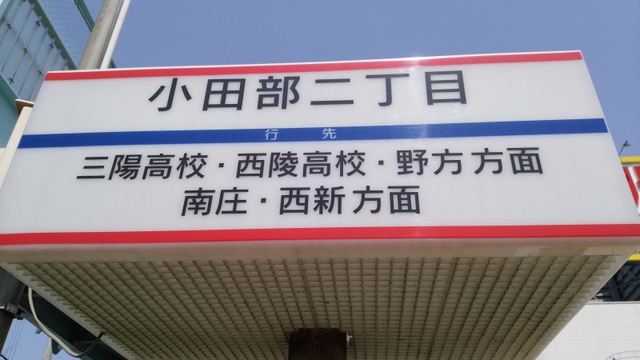 小田部二丁目
行先
三陽高校・西陵高校・野方方面
南庄・西新方面